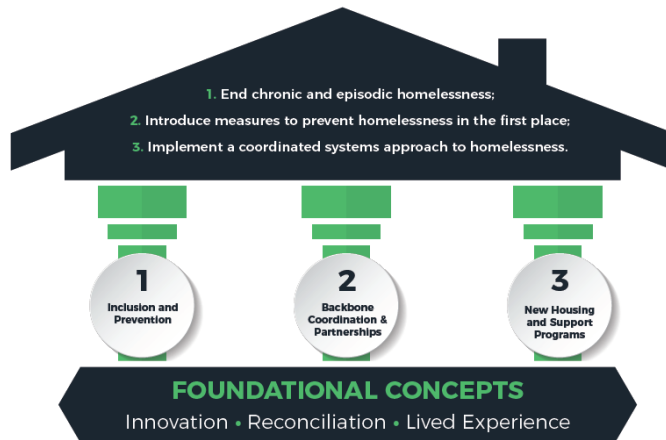 1. End chronic and episodic homelessness;
2. Introduce measures to prevent homelessness in the first place;
3. Implement a coordinated systems approach to homelessness.
1
Inclusion and
Prevention
2
Backbone
Coordination &
Partnerships
3
New Housing
and Support
Programs
FOUNDATIONAL CONCEPTS
Innovation • Reconciliation • Lived Experience